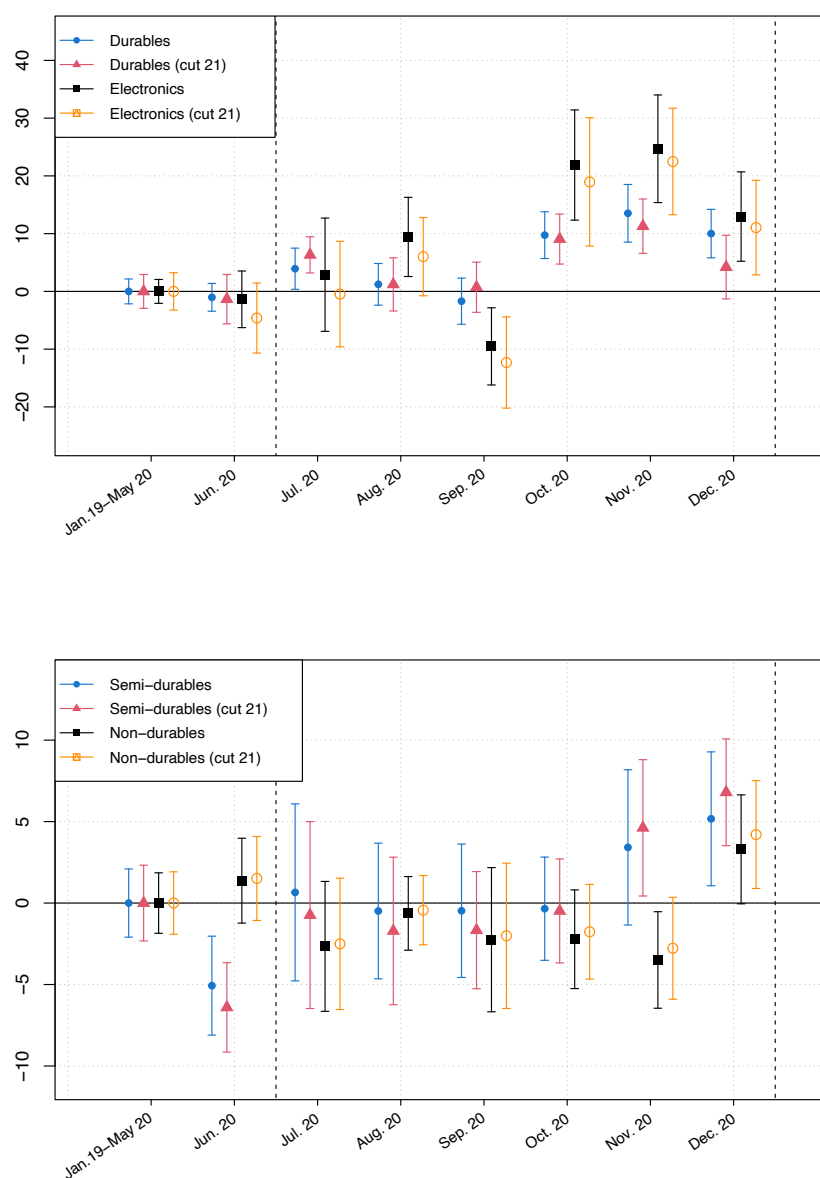 Durables
Durables (cut 21)
Electronics
Electronics (cut 21)
40
30
20
10
0
−10
−20
Jan.19−May 20
Jun. 20
Jul. 20
Aug. 20
Sep. 20
Oct. 20
Nov. 20
Dec. 20
Semi−durables
Semi−durables (cut 21)
Non−durables
Non−durables (cut 21)
10
5
0
−5
−10
Jan.19−May 20
Jun. 20
Jul. 20
Aug. 20
Sep. 20
Oct. 20
Nov. 20
Dec. 20